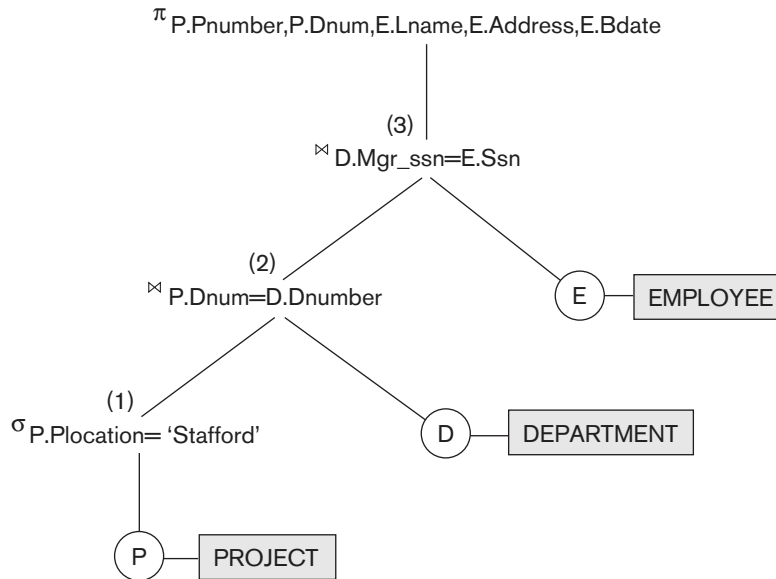 π P.Pnumber,P.Dnum,E.Lname,E.Address,E.Bdate
(3)
⋈ D.Mgr_ssn=E.Ssn
(2)
⋈ P.Dnum=D.Dnumber
E
EMPLOYEE
(1)
σ P.Plocation= ‘Stafford’
D
DEPARTMENT
P
PROJECT